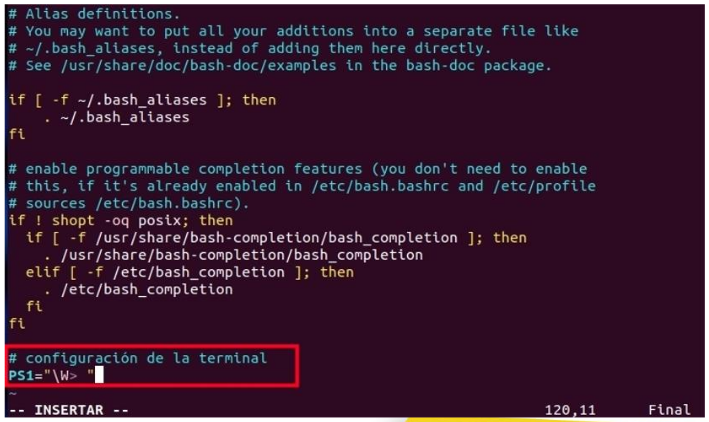 # Alias definitions.
# You may want to put all your additions into a separate file like
# ~/.bash_aliases, instead of adding them here directly.
# See /usr/share/doc/bash-doc/examples in the bash-doc package.
if [ -f ~/.bash_aliases ]; then
    . ~/.bash_aliases
fi
# enable programmable completion features (you don't need to enable
# this, if it's already enabled in /etc/bash.bashrc and /etc/profile
# sources /etc/bash.bashrc).
if ! shopt -oq posix; then
  if [ -f /usr/share/bash-completion/bash_completion ]; then
    . /usr/share/bash-completion/bash_completion
  elif [ -f /etc/bash_completion ]; then
    . /etc/bash_completion
  fi
fi
# configuración de la terminal
PS1="\W> "
~
-- INSERTAR -- 120,11 Final